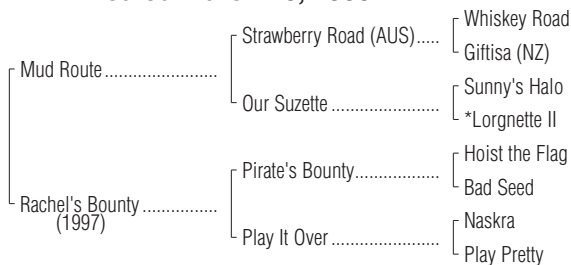 Whiskey Road
Strawberry Road (AUS).....
Giftisa (NZ)
Mud Route........................
Sunny's Halo
Our Suzette .......................
*Lorgnette II
Hoist the Flag
Pirate's Bounty..................
Bad Seed
Rachel's Bounty ................
(1997)
Naskra
Play It Over .......................
Play Pretty